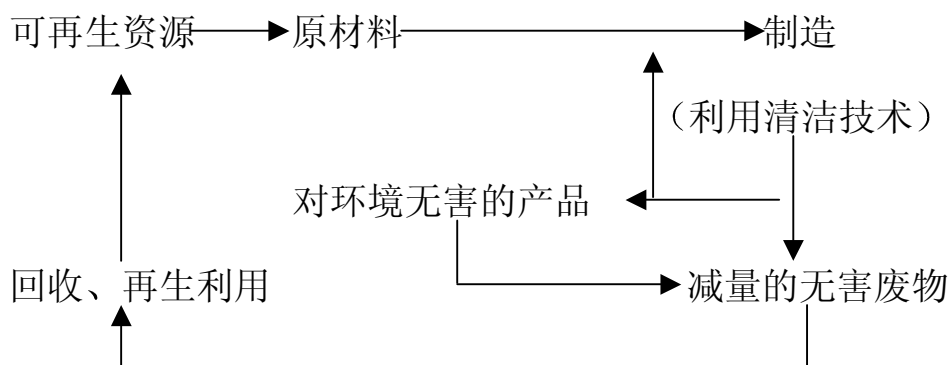 可再生资源 原材料 制造
（利用清洁技术）
对环境无害的产品
回收、再生利用 减量的无害废物